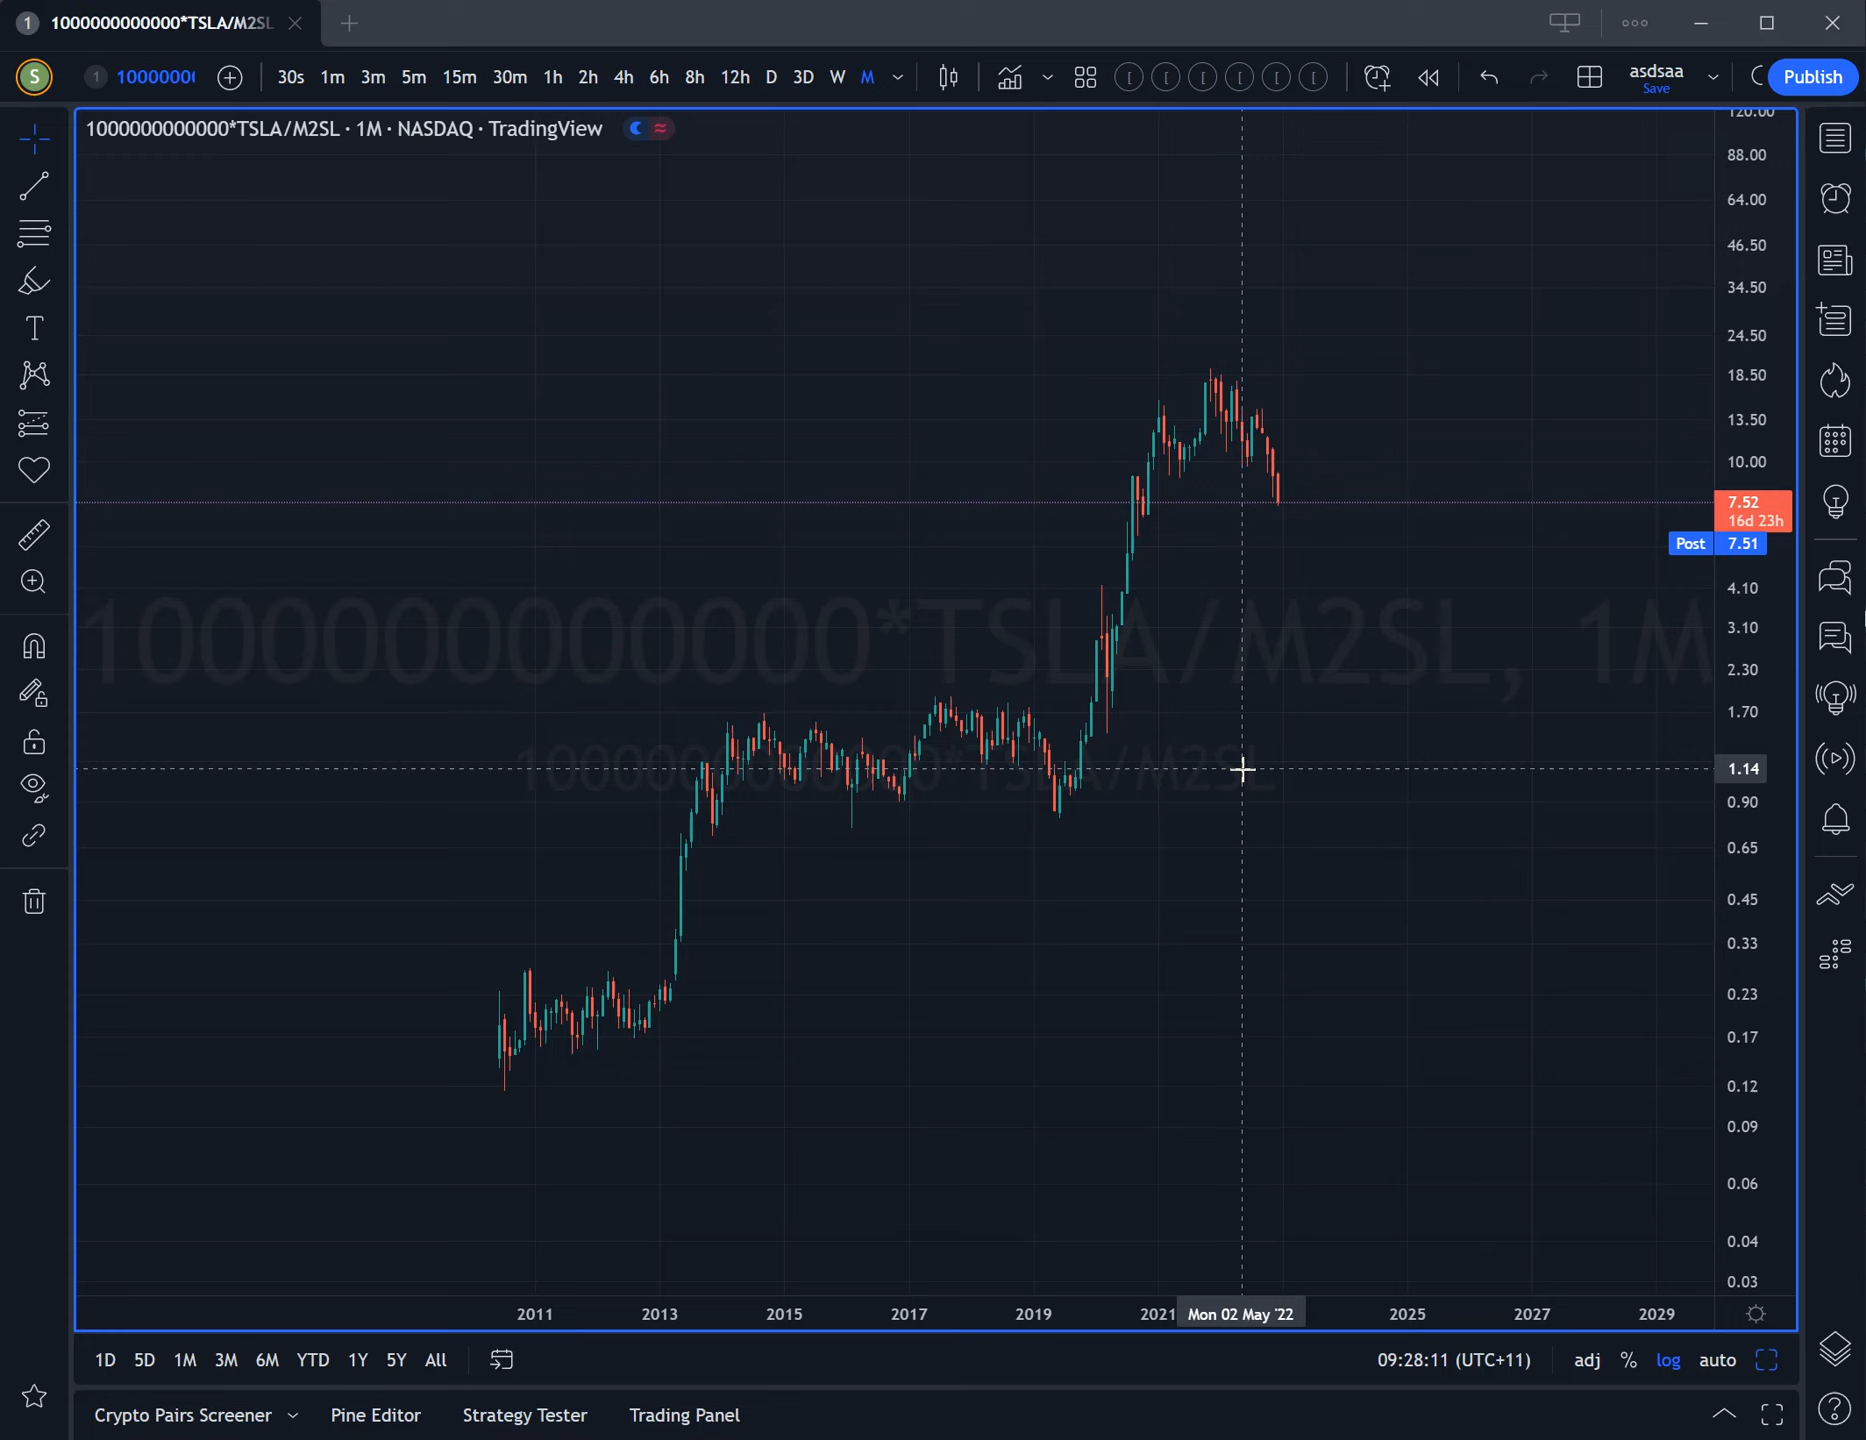 1 1000000000000*TSLA/M2SL
S 1 10000000 30s 1m 3m 5m 15m 30m 1h 2h 4h 6h 8h 12h D 3D W M asdsaa Publish
Save
1000000000000*TSLA/M2SL · 1M · NASDAQ · TradingView
120.00
88.00
64.00
46.50
34.50
24.50
18.50
13.50
10.00
7.52
16d 23h
Post 7.51
4.10
3.10
1000000000000*TSLA/M2SL, 1M
2.30
1.70
1000000000000*TSLA/M2SL
1.14
0.90
0.65
0.45
0.33
0.23
0.17
0.12
0.09
0.06
0.04
0.03
2011 2013 2015 2017 2019 2021 Mon 02 May '22 2025 2027 2029
1D 5D 1M 3M 6M YTD 1Y 5Y All 09:28:11 (UTC+11) adj % log auto
Crypto Pairs Screener Pine Editor Strategy Tester Trading Panel